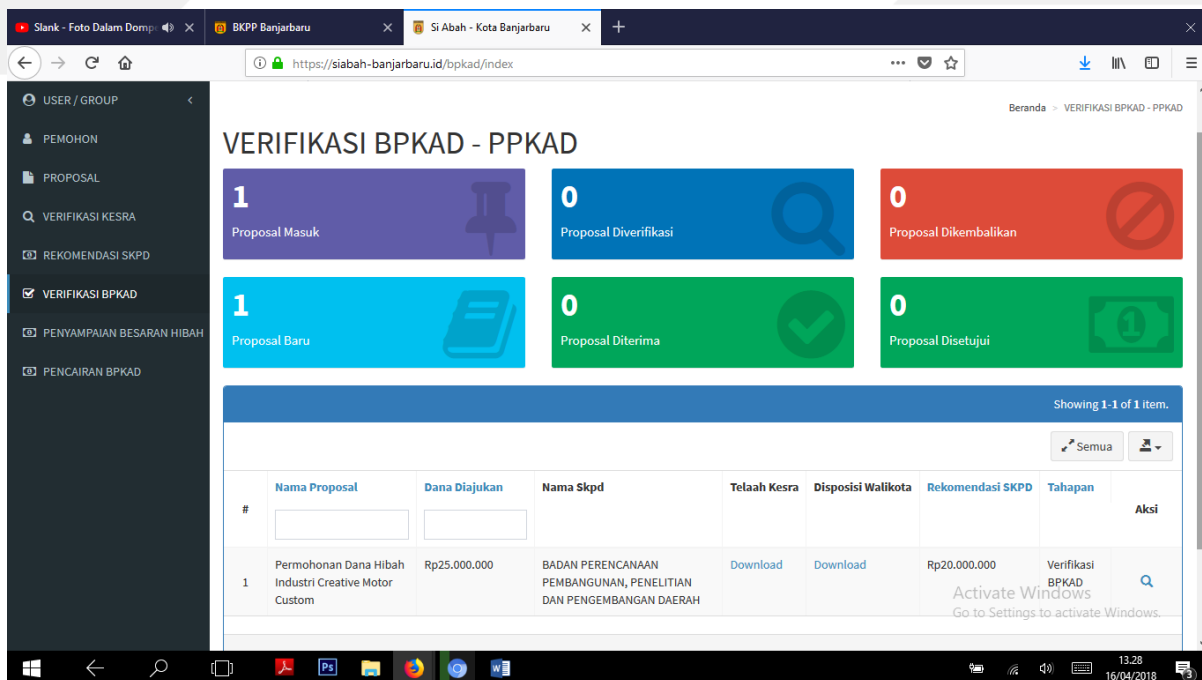 Slank - Foto Dalam Domp
BKPP Banjarbaru
Si Abah - Kota Banjarbaru
https://siabah-banjarbaru.id/bpkad/index
USER / GROUP
PEMOHON
PROPOSAL
VERIFIKASI KESRA
REKOMENDASI SKPD
VERIFIKASI BPKAD
PENYAMPAIAN BESARAN HIBAH
PENCAIRAN BPKAD
Beranda > VERIFIKASI BPKAD - PPKAD
VERIFIKASI BPKAD - PPKAD
1
Proposal Masuk
0
Proposal Diverifikasi
0
Proposal Dikembalikan
1
Proposal Baru
0
Proposal Diterima
0
Proposal Disetujui
1
Showing 1-1 of 1 item.
Semua
# Nama Proposal Dana Diajukan Nama Skpd Telaah Kesra Disposisi Walikota Rekomendasi SKPD Tahapan Aksi
1 Permohonan Dana Hibah Rp25.000.000 BADAN PERENCANAAN Download Download Rp20.000.000 Verifikasi
Industri Creative Motor PEMBANGUNAN, PENELITIAN BPKAD
Custom DAN PENGEMBANGAN DAERAH
Activate Windows
Go to Settings to activate Windows.
Ps
13.28
16/04/2018
3